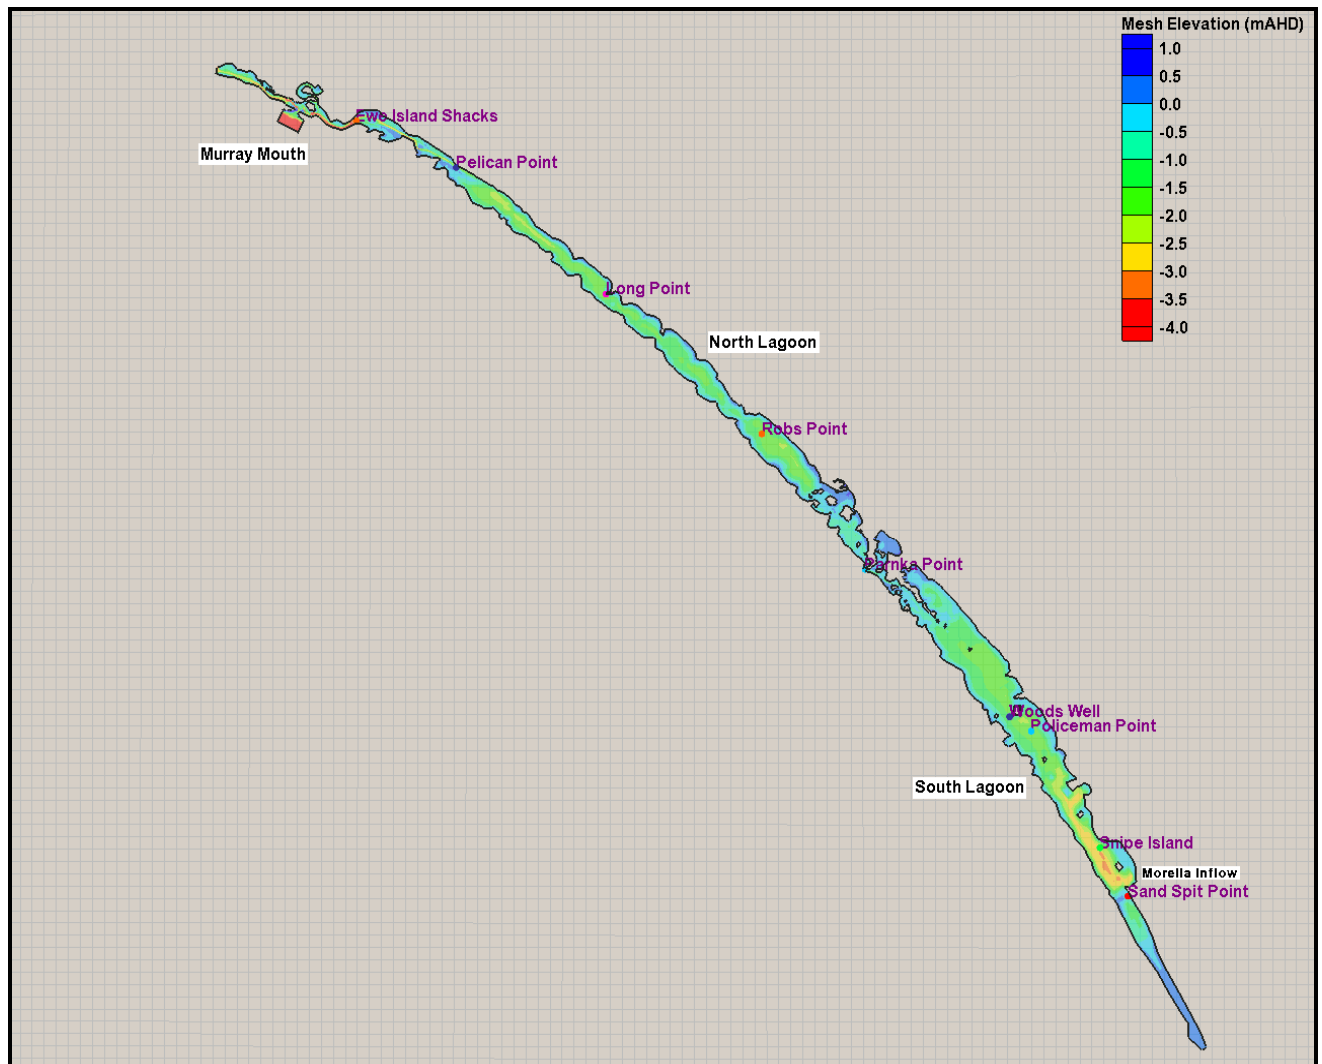 Mesh Elevation (mAHD)
1.0
0.5
0.0
-0.5
-1.0
-1.5
-2.0
-2.5
-3.0
-3.5
-4.0
Ewe Island Shacks
Murray Mouth
Pelican Point
Long Point
North Lagoon
Robs Point
Parnka Point
Woods Well
Policeman Point
South Lagoon
Snipe Island
Morella Inflow
Sand Spit Point